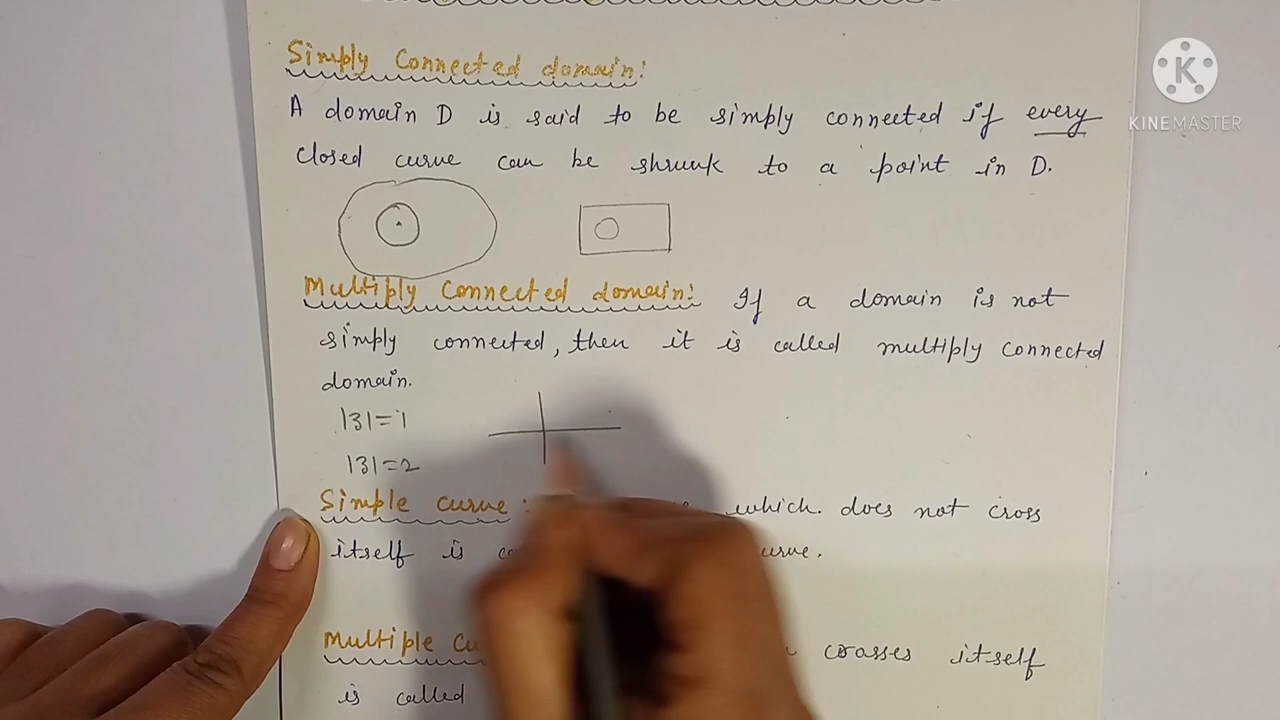 Simply Connected domain:
A domain D is said to be simply connected if every
closed curve can be shrunk to a point in D.
Multiply Connected domain: If a domain is not
simply connected, then it is called multiply connected
domain.
|z|=1
|z|=2
Simple curve: which does not cross
itself is curve.
Multiple crosses itself
is called
K
KINEMASTER